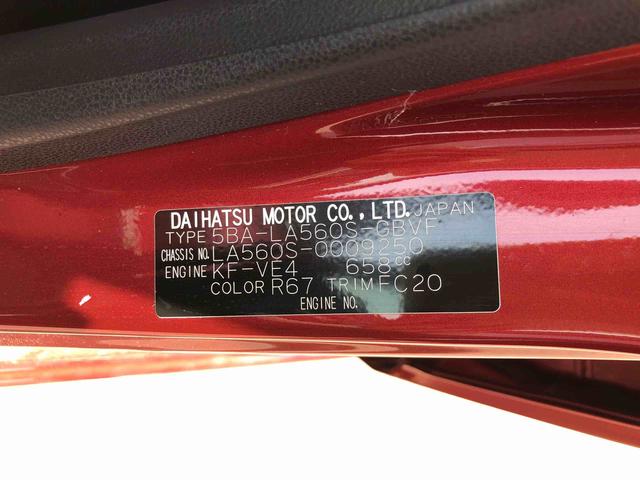 DAIHATSU MOTOR CO., LTD. JAPAN
TYPE 5BA-LA560S-GBVF
CHASSIS NO. LA560S-0009250
ENGINE KF-VE4 658cc
COLOR R67 TRIM FC20
ENGINE NO.